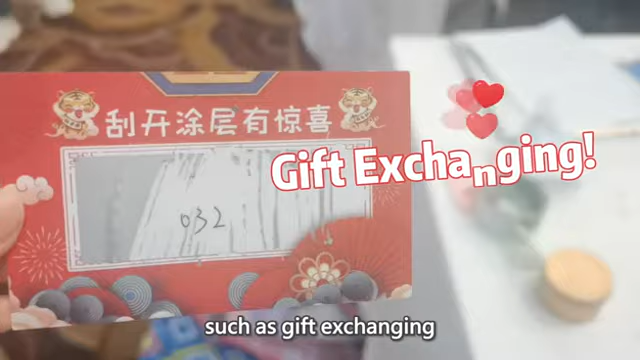 刮开涂层有惊喜
032
Gift Exchanging!
such as gift exchanging